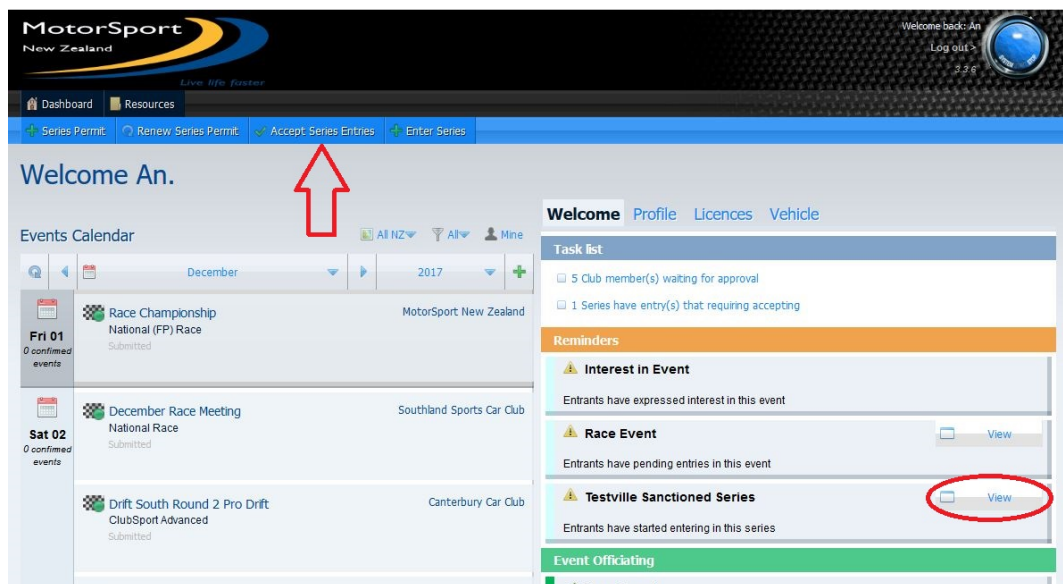 MotorSport
New Zealand
Live life faster
Welcome back: An
Log out >
3.3.6
Dashboard
Resources
Series Permit
Renew Series Permit
Accept Series Entries
Enter Series
Welcome An.
Events Calendar
All NZ
All
Mine
December
2017
Fri 01
0 confimed
events
Race Championship
MotorSport New Zealand
National (FP) Race
Submitted
Sat 02
0 confimed
events
December Race Meeting
Southland Sports Car Club
National Race
Submitted
Drift South Round 2 Pro Drift
Canterbury Car Club
ClubSport Advanced
Submitted
Welcome
Profile
Licences
Vehicle
Task list
5 Club member(s) waiting for approval
1 Series have entry(s) that requiring accepting
Reminders
Interest in Event
Entrants have expressed interest in this event
Race Event
View
Entrants have pending entries in this event
Testville Sanctioned Series
View
Entrants have started entering in this series
Event Officiating